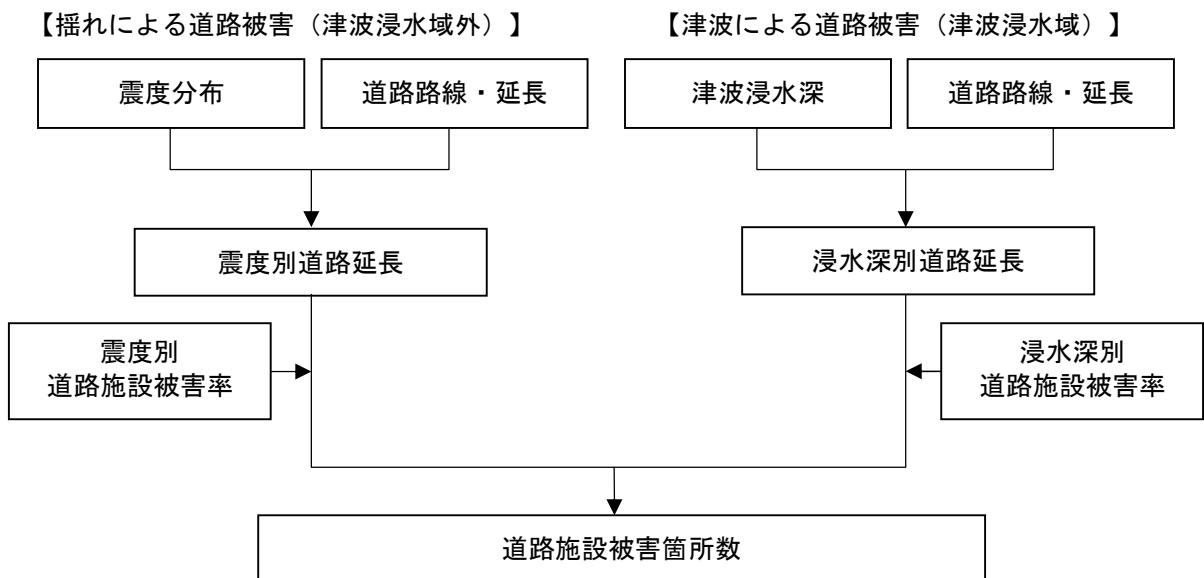 【揺れによる道路被害（津波浸水域外）】
【津波による道路被害（津波浸水域）】
震度分布
道路路線・延長
津波浸水深
道路路線・延長
震度別道路延長
浸水深別道路延長
震度別
道路施設被害率
浸水深別
道路施設被害率
道路施設被害箇所数